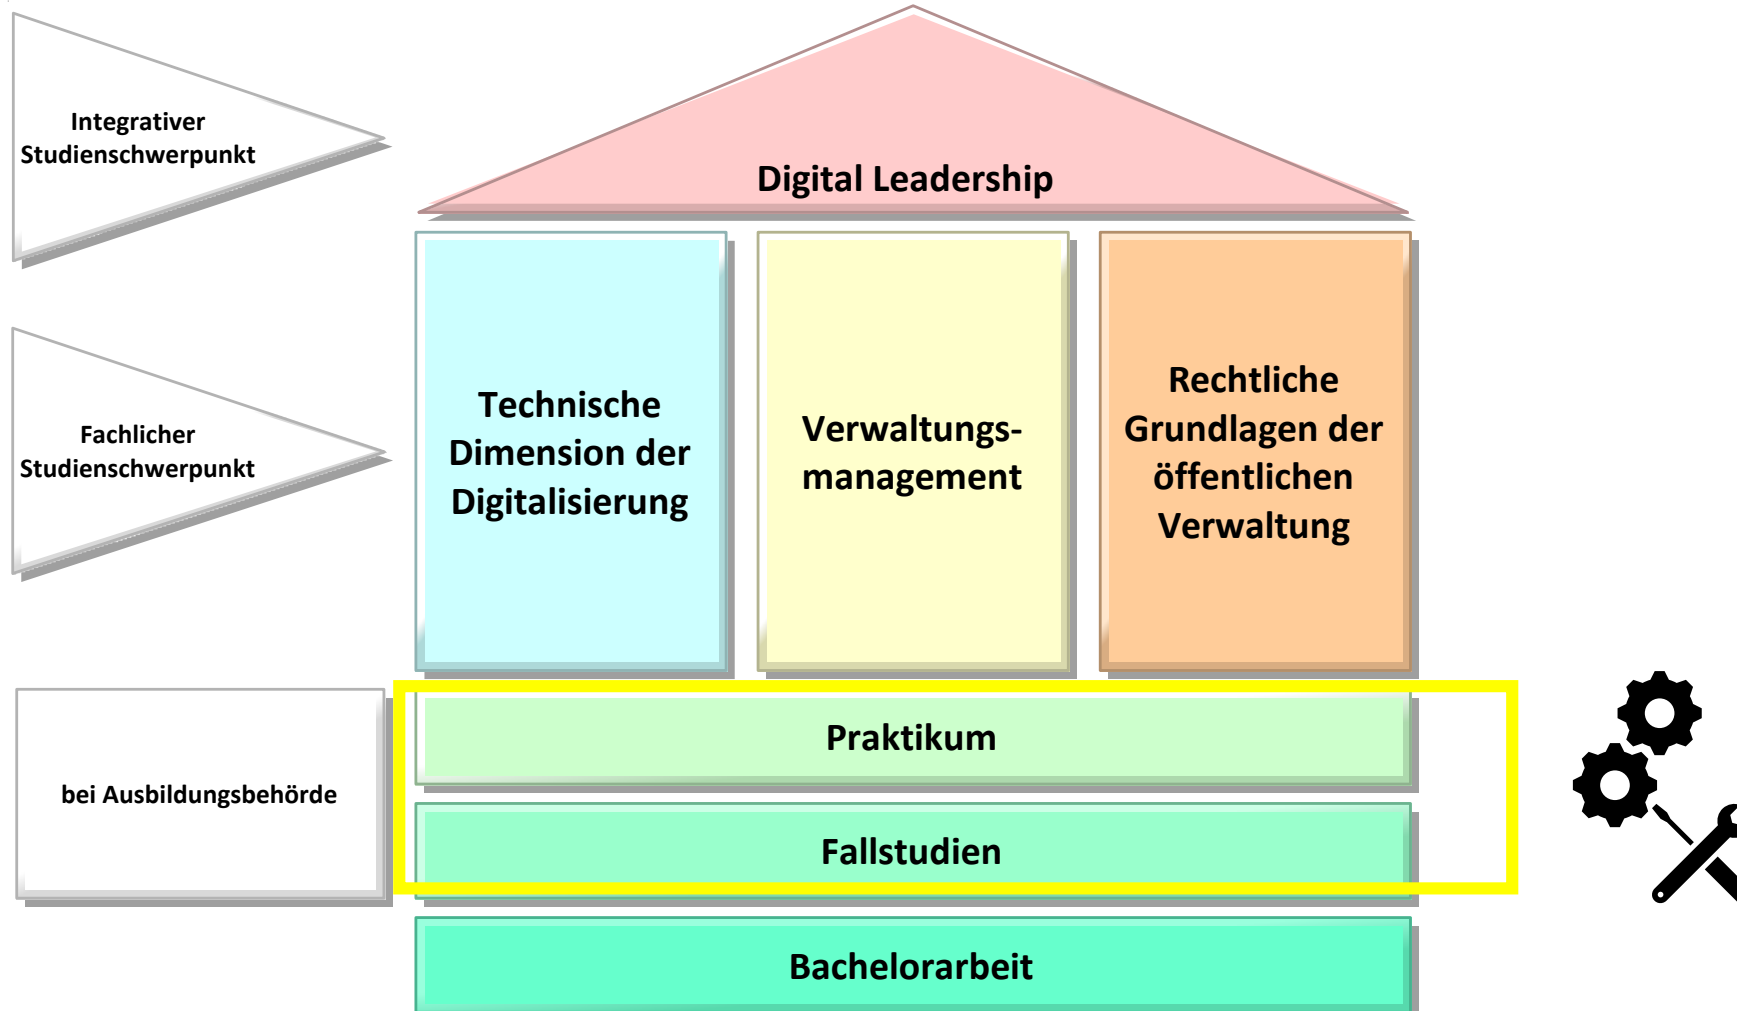 Integrativer
Studienschwerpunkt
Digital Leadership
Fachlicher
Studienschwerpunkt
Technische
Dimension der
Digitalisierung
Verwaltungs-
management
Rechtliche
Grundlagen der
öffentlichen
Verwaltung
bei Ausbildungsbehörde
Praktikum
Fallstudien
Bachelorarbeit